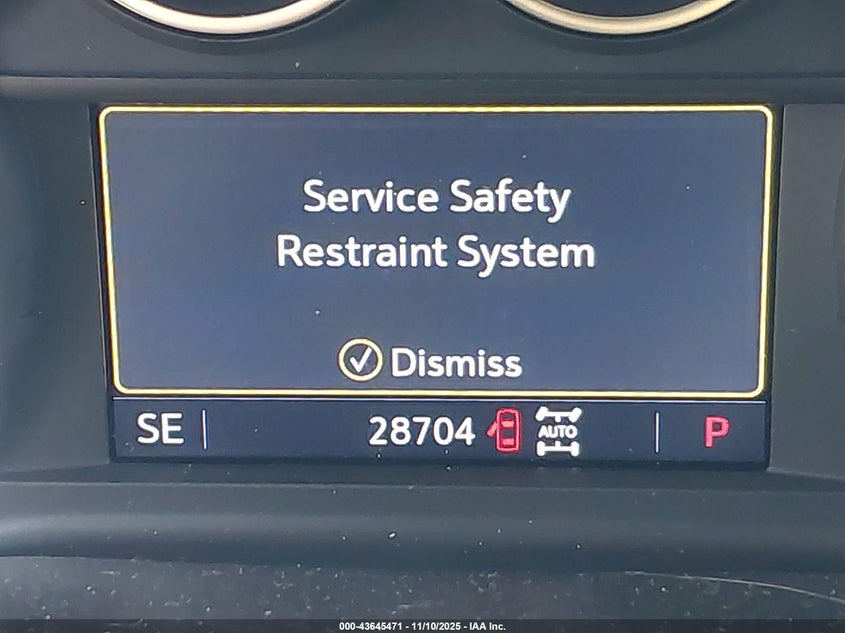 Service Safety
Restraint System
Dismiss
SE 28704 AUTO P
000-43645471 - 11/10/2025 - IAA Inc.